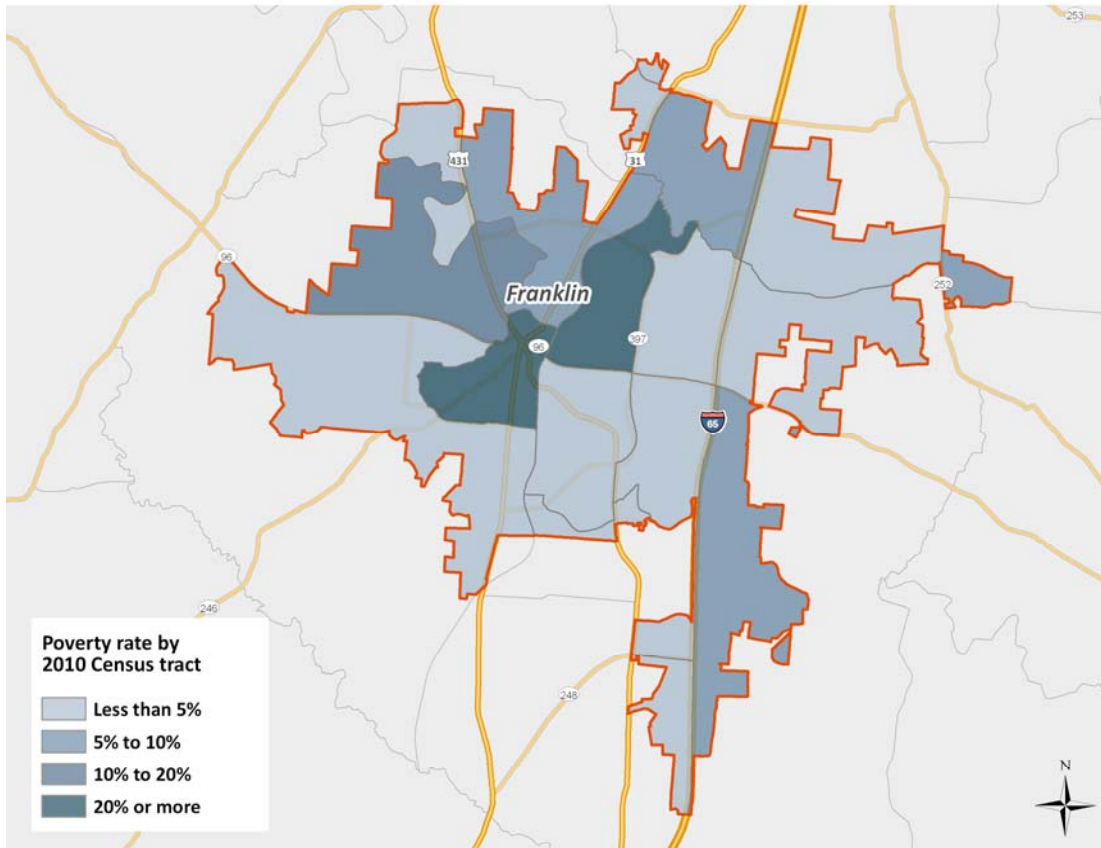 253
431
31
96
252
Franklin
96
397
65
246
248
Poverty rate by
2010 Census tract
Less than 5%
5% to 10%
10% to 20%
20% or more
N